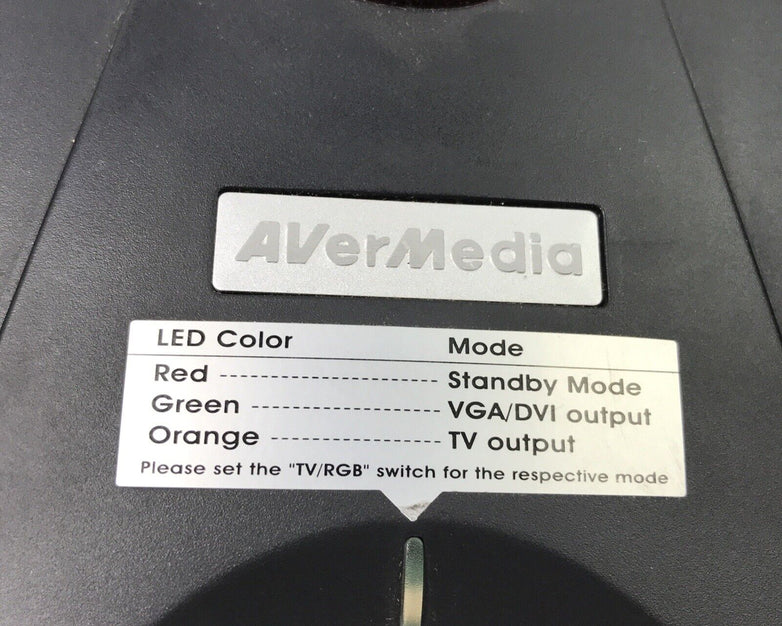 AVerMedia
LED Color Mode
Red ---------------------- Standby Mode
Green ------------------- VGA/DVI output
Orange ----------------- TV output
Please set the "TV/RGB" switch for the respective mode